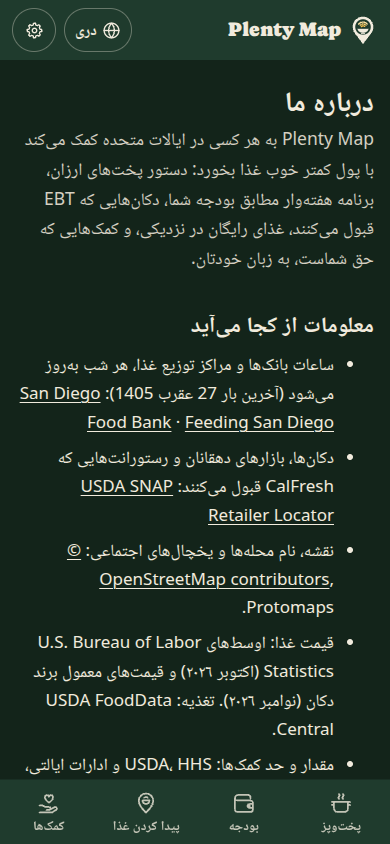 Plenty Map
دری
درباره ما
Plenty Map به هر کسی در ایالات متحده کمک می‌کند
با پول کمتر خوب غذا بخورد: دستور پخت‌های ارزان،
برنامه هفته‌وار مطابق بودجه شما، دکان‌هایی که EBT
قبول می‌کنند، غذای رایگان در نزدیکی، و کمک‌هایی که
حق شماست، به زبان خودتان.
معلومات از کجا می‌آید
• ساعات بانک‌ها و مراکز توزیع غذا، هر شب به‌روز
می‌شود (آخرین بار 27 عقرب 1405): San Diego
Food Bank · Feeding San Diego
• دکان‌ها، بازارهای دهقانان و رستورانت‌هایی که
CalFresh قبول می‌کنند: USDA SNAP
Retailer Locator
• نقشه، نام محله‌ها و یخچال‌های اجتماعی: ©
OpenStreetMap contributors,
Protomaps.
• قیمت غذا: اوسط‌های U.S. Bureau of Labor
Statistics (اکتوبر ۲۰۲۶) و قیمت‌های معمول برند
دکان (نوامبر ۲۰۲۶). تغذیه: USDA FoodData
Central.
• مقدار و حد کمک‌ها: USDA، HHS و ادارات ایالتی،
پخت‌وپز
بودجه
پیدا کردن غذا
کمک‌ها